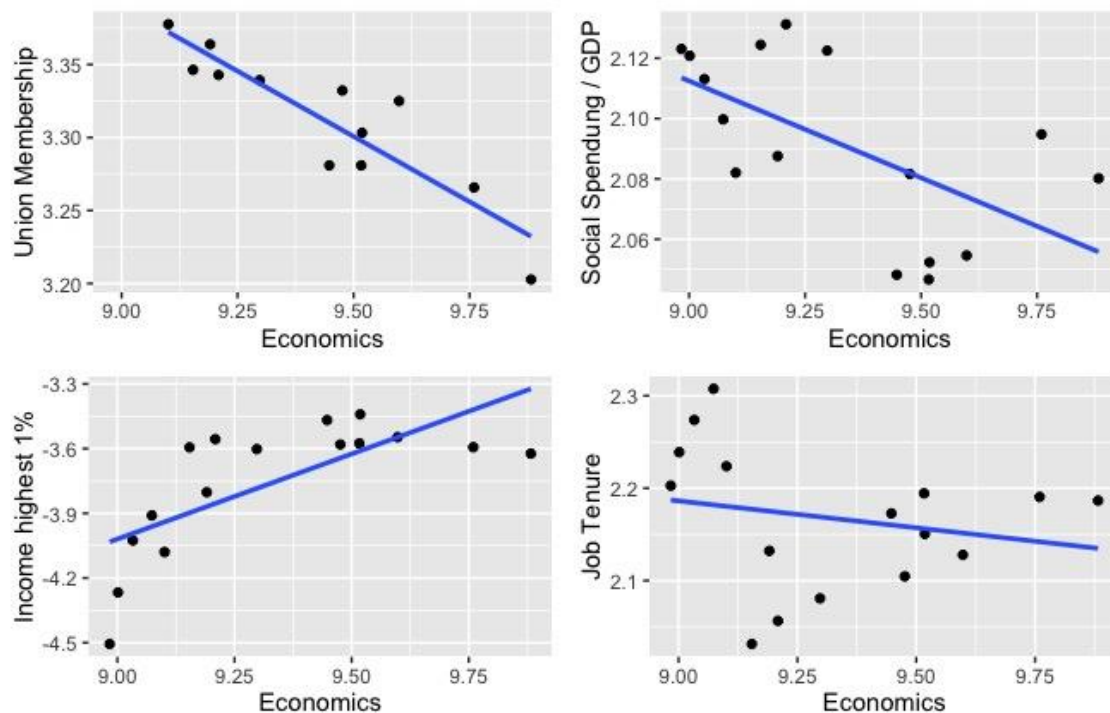 Union Membership
3.35
3.30
3.25
3.20
9.00 9.25 9.50 9.75
Economics
Social Spendung / GDP
2.12
2.10
2.08
2.06
9.00 9.25 9.50 9.75
Economics
Income highest 1%
-3.3
-3.6
-3.9
-4.2
-4.5
9.00 9.25 9.50 9.75
Economics
Job Tenure
2.3
2.2
2.1
9.00 9.25 9.50 9.75
Economics